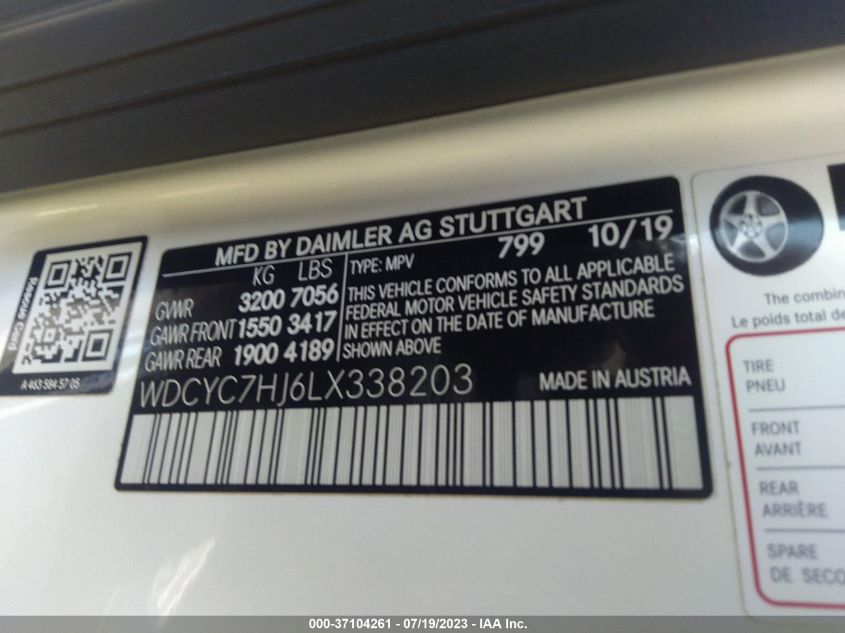 MFD BY DAIMLER AG STUTTGART
KG LBS
GVWR 3200 7056
GAWR FRONT 1550 3417
GAWR REAR 1900 4189
TYPE: MPV 799 10/19
THIS VEHICLE CONFORMS TO ALL APPLICABLE
FEDERAL MOTOR VEHICLE SAFETY STANDARDS
IN EFFECT ON THE DATE OF MANUFACTURE
SHOWN ABOVE
WDCYC7HJ6LX338203 MADE IN AUSTRIA
Rescue Card
A 463 584 57 05
The combin
Le poids total de
TIRE
PNEU
FRONT
AVANT
REAR
ARRIÈRE
SPARE
DE SECO
000-37104261 - 07/19/2023 - IAA Inc.